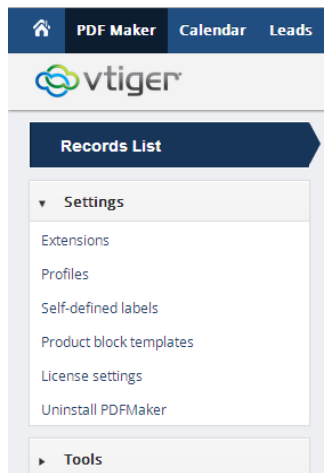 PDF Maker Calendar Leads
vtiger
Records List
Settings
Extensions
Profiles
Self-defined labels
Product block templates
License settings
Uninstall PDFMaker
Tools